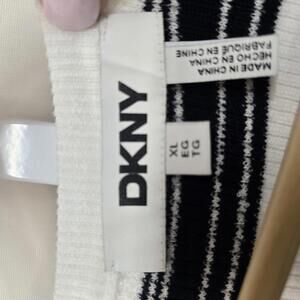 DKNY
XL
EG
TG
MADE IN CHINA
HECHO EN CHINA
FABRIQUÉ EN CHINE